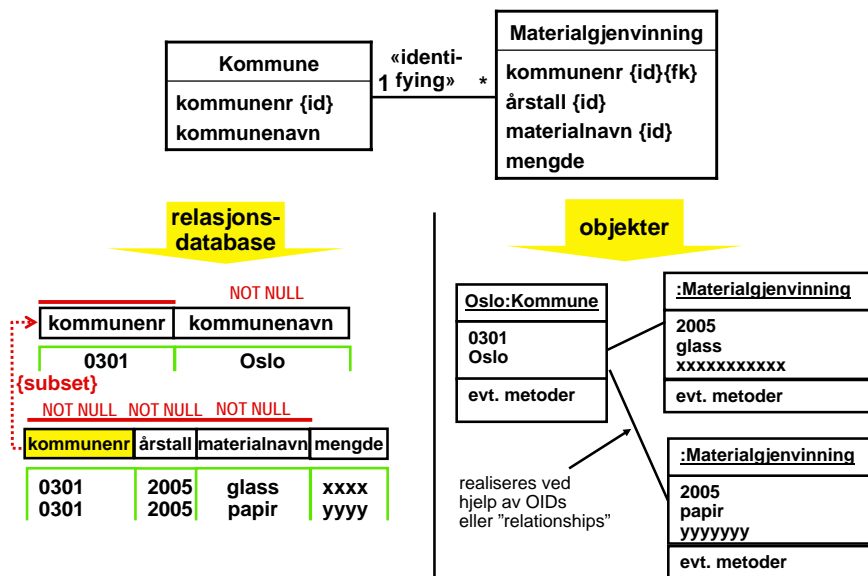 Kommune
kommunenr {id}
kommunenavn
«identi-
fying»
1
*
Materialgjenvinning
kommunenr {id}{fk}
årstall {id}
materialnavn {id}
mengde
relasjons-
database
NOT NULL
kommunenr kommunenavn
0301 Oslo
{subset}
NOT NULL NOT NULL NOT NULL
kommunenr årstall materialnavn mengde
0301 2005 glass xxxx
0301 2005 papir yyyy
objekter
Oslo:Kommune
0301
Oslo
evt. metoder
:Materialgjenvinning
2005
glass
xxxxxxxxxxx
evt. metoder
realiseres ved
hjelp av OIDs
eller ”relationships”
:Materialgjenvinning
2005
papir
yyyyyyy
evt. metoder